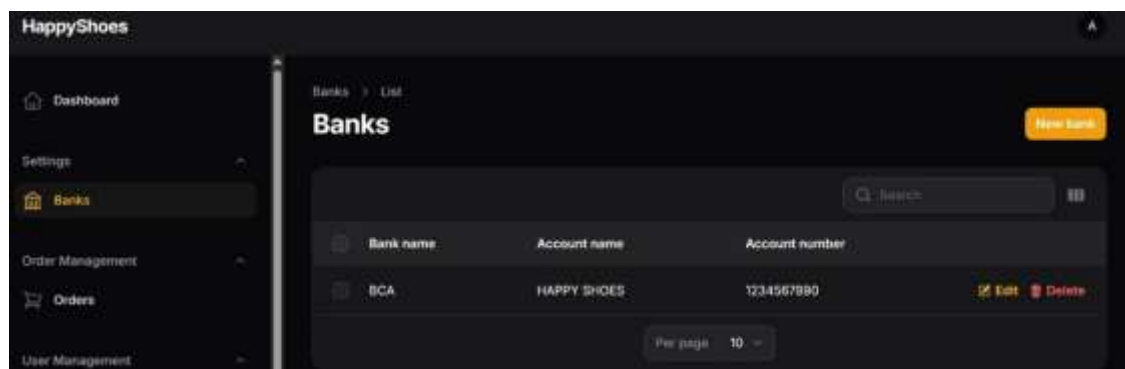 HappyShoes
A
Dashboard
Settings
Banks
Order Management
Orders
User Management
Banks > List
Banks
New bank
Search
Bank name Account name Account number
BCA HAPPY SHOES 1234567890 Edit Delete
Per page 10